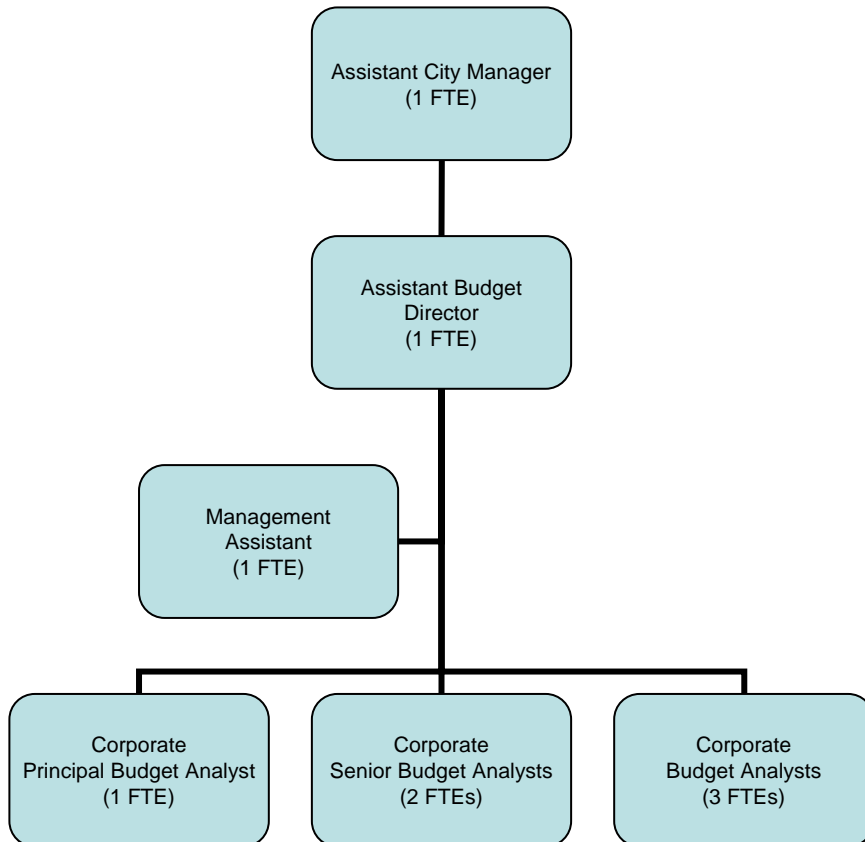 Assistant City Manager
(1 FTE)
Assistant Budget
Director
(1 FTE)
Management
Assistant
(1 FTE)
Corporate
Principal Budget Analyst
(1 FTE)
Corporate
Senior Budget Analysts
(2 FTEs)
Corporate
Budget Analysts
(3 FTEs)